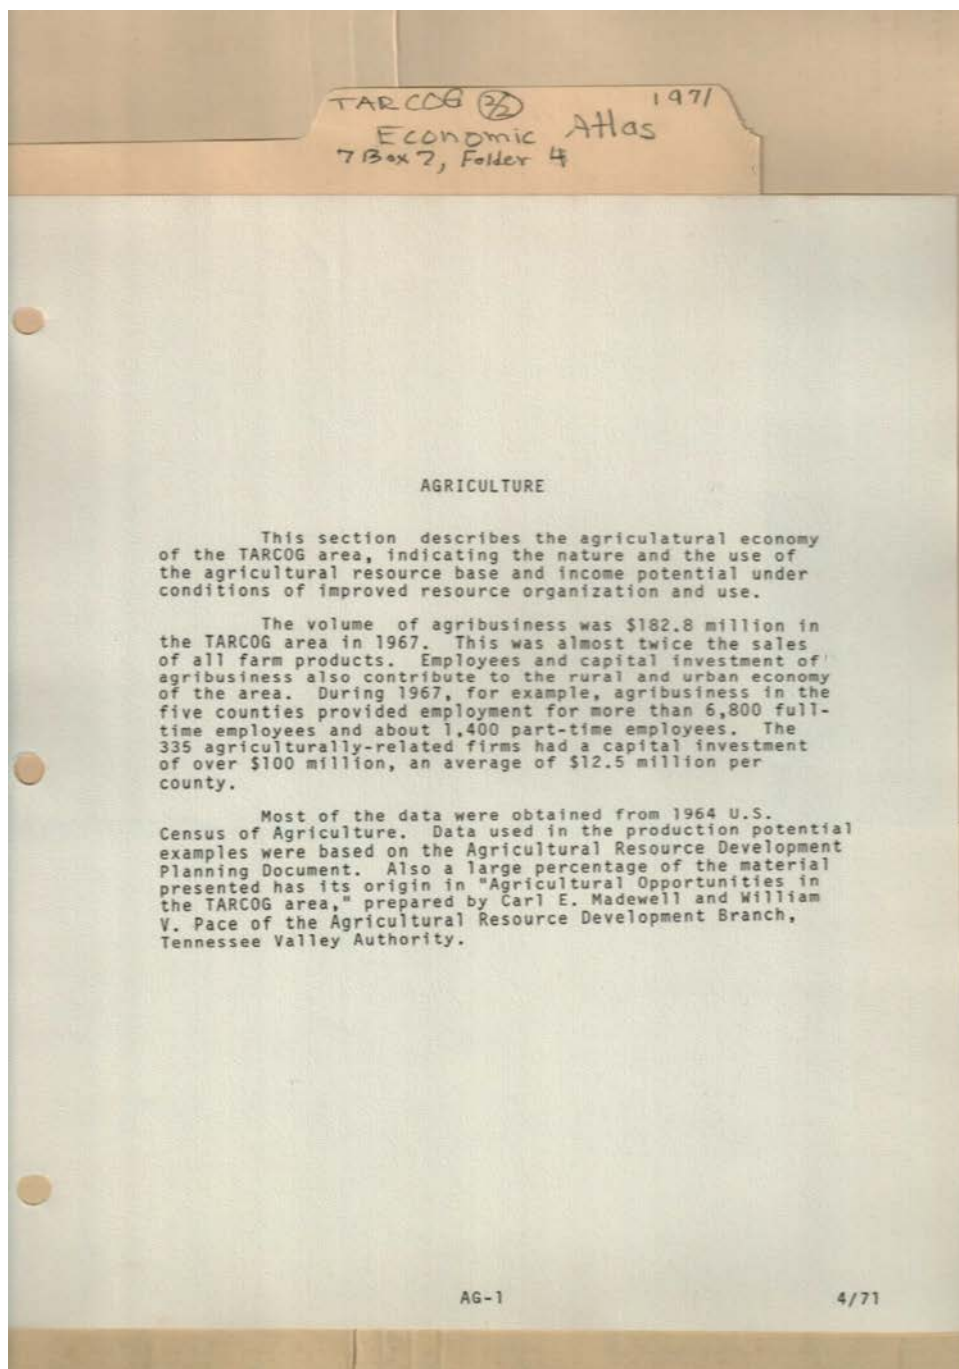 TARCOG 2/2 1971
Economic Atlas
7 Box 7, Folder 4
AGRICULTURE
This section describes the agriculatural economy
of the TARCOG area, indicating the nature and the use of
the agricultural resource base and income potential under
conditions of improved resource organization and use.
The volume of agribusiness was $182.8 million in
the TARCOG area in 1967. This was almost twice the sales
of all farm products. Employees and capital investment of
agribusiness also contribute to the rural and urban economy
of the area. During 1967, for example, agribusiness in the
five counties provided employment for more than 6,800 full-
time employees and about 1,400 part-time employees. The
335 agriculturally-related firms had a capital investment
of over $100 million, an average of $12.5 million per
county.
Most of the data were obtained from 1964 U.S.
Census of Agriculture. Data used in the production potential
examples were based on the Agricultural Resource Development
Planning Document. Also a large percentage of the material
presented has its origin in "Agricultural Opportunities in
the TARCOG area," prepared by Carl E. Madewell and William
V. Pace of the Agricultural Resource Development Branch,
Tennessee Valley Authority.
AG-1 4/71